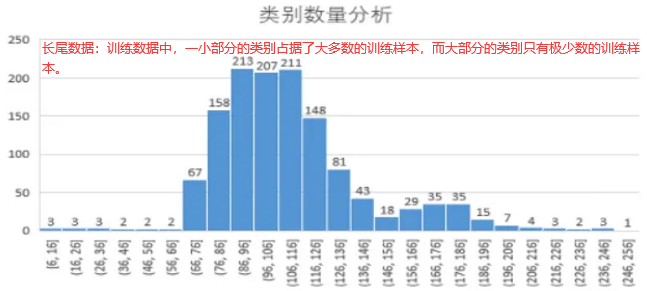 类别数量分析
250
长尾数据：训练数据中，一小部分的类别占据了大多数的训练样本，而大部分的类别只有极少数的训练样
本。
200
150
100
50
0
3 3 3 2 2 2 67 158 213 207 211 148 81 43 18 29 35 35 15 7 4 3 2 3 1
[6, 16] (16, 26] (26, 36] (36, 46] (46, 56] (56, 66] (66, 76] (76, 86] (86, 96] (96, 106] (106, 116] (116, 126] (126, 136] (136, 146] (146, 156] (156, 166] (166, 176] (176, 186] (186, 196] (196, 206] (206, 216] (216, 226] (226, 236] (236, 246] (246, 256]